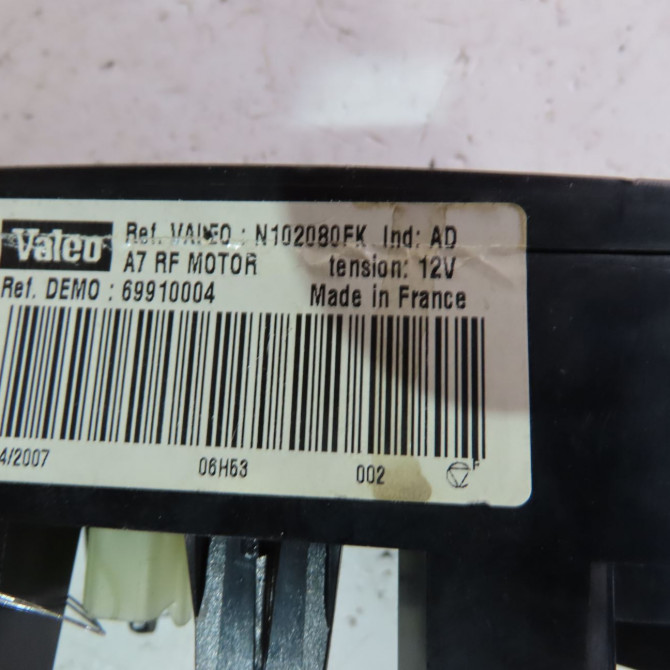 Valeo
Ref. VALEO : N102080FK Ind: AD
A7 RF MOTOR tension: 12V
Ref. DEMO : 69910004 Made in France
4/2007 06H53 002